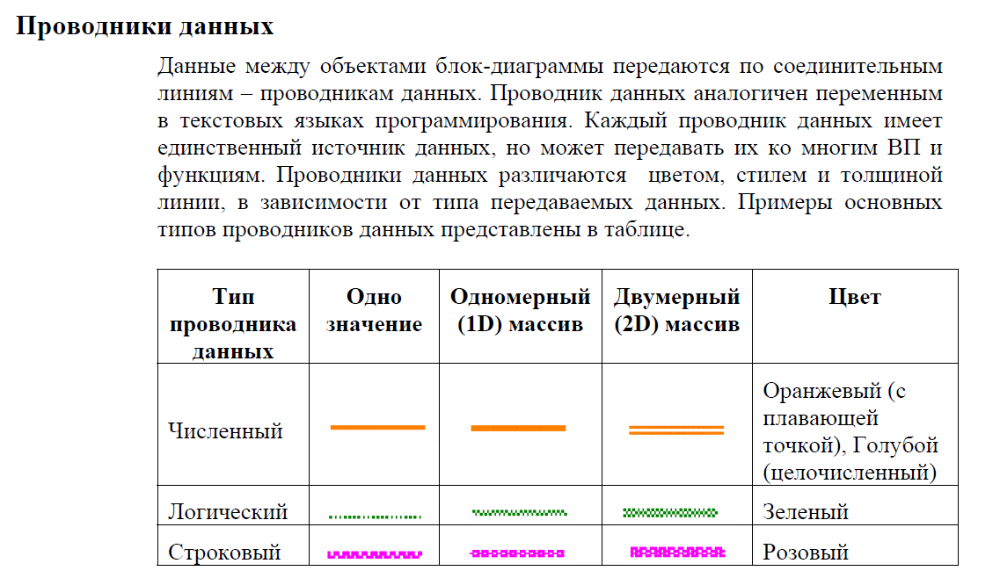 Проводники данных
Данные между объектами блок-диаграммы передаются по соединительным
линиям – проводникам данных. Проводник данных аналогичен переменным
в текстовых языках программирования. Каждый проводник данных имеет
единственный источник данных, но может передавать их ко многим ВП и
функциям. Проводники данных различаются цветом, стилем и толщиной
линии, в зависимости от типа передаваемых данных. Примеры основных
типов проводников данных представлены в таблице.
Тип
проводника
данных
Одно
значение
Одномерный
(1D) массив
Двумерный
(2D) массив
Цвет
Численный
Оранжевый (с
плавающей
точкой), Голубой
(целочисленный)
Логический
Зеленый
Строковый
Розовый